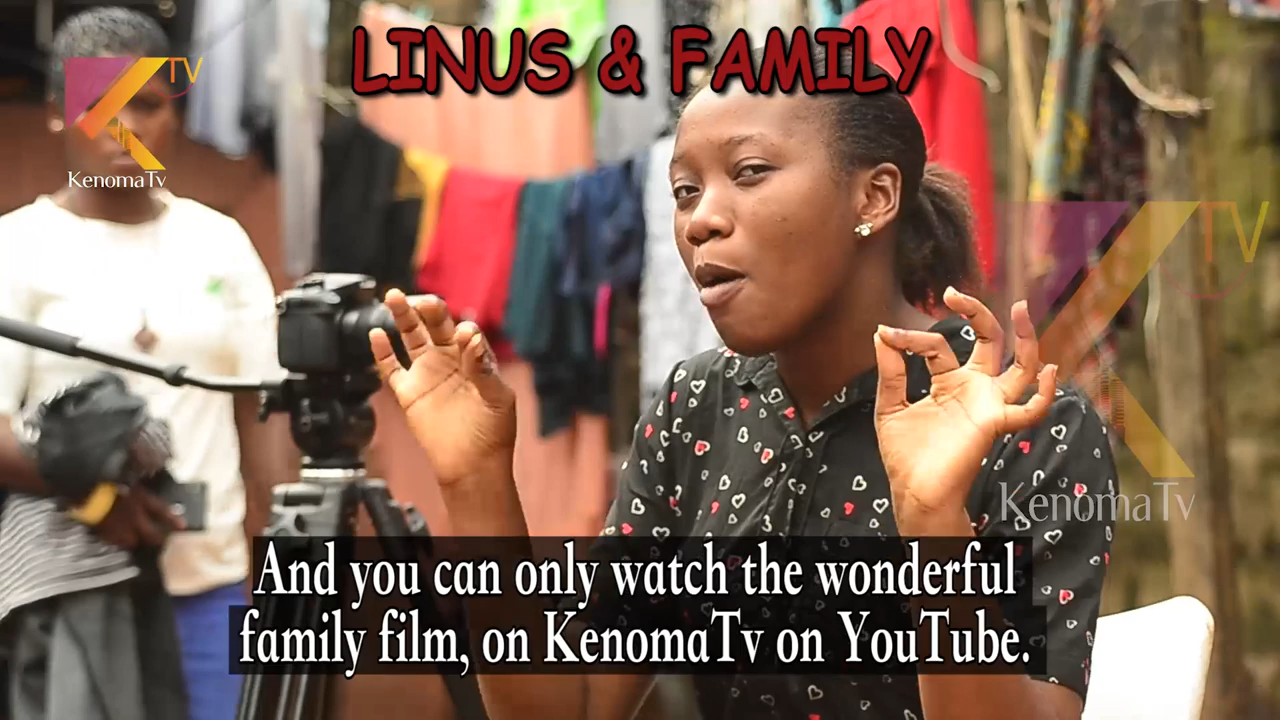 LINUS & FAMILY
TV
KenomaTv
TV
KenomaTv
And you can only watch the wonderful
family film, on KenomaTv on YouTube.